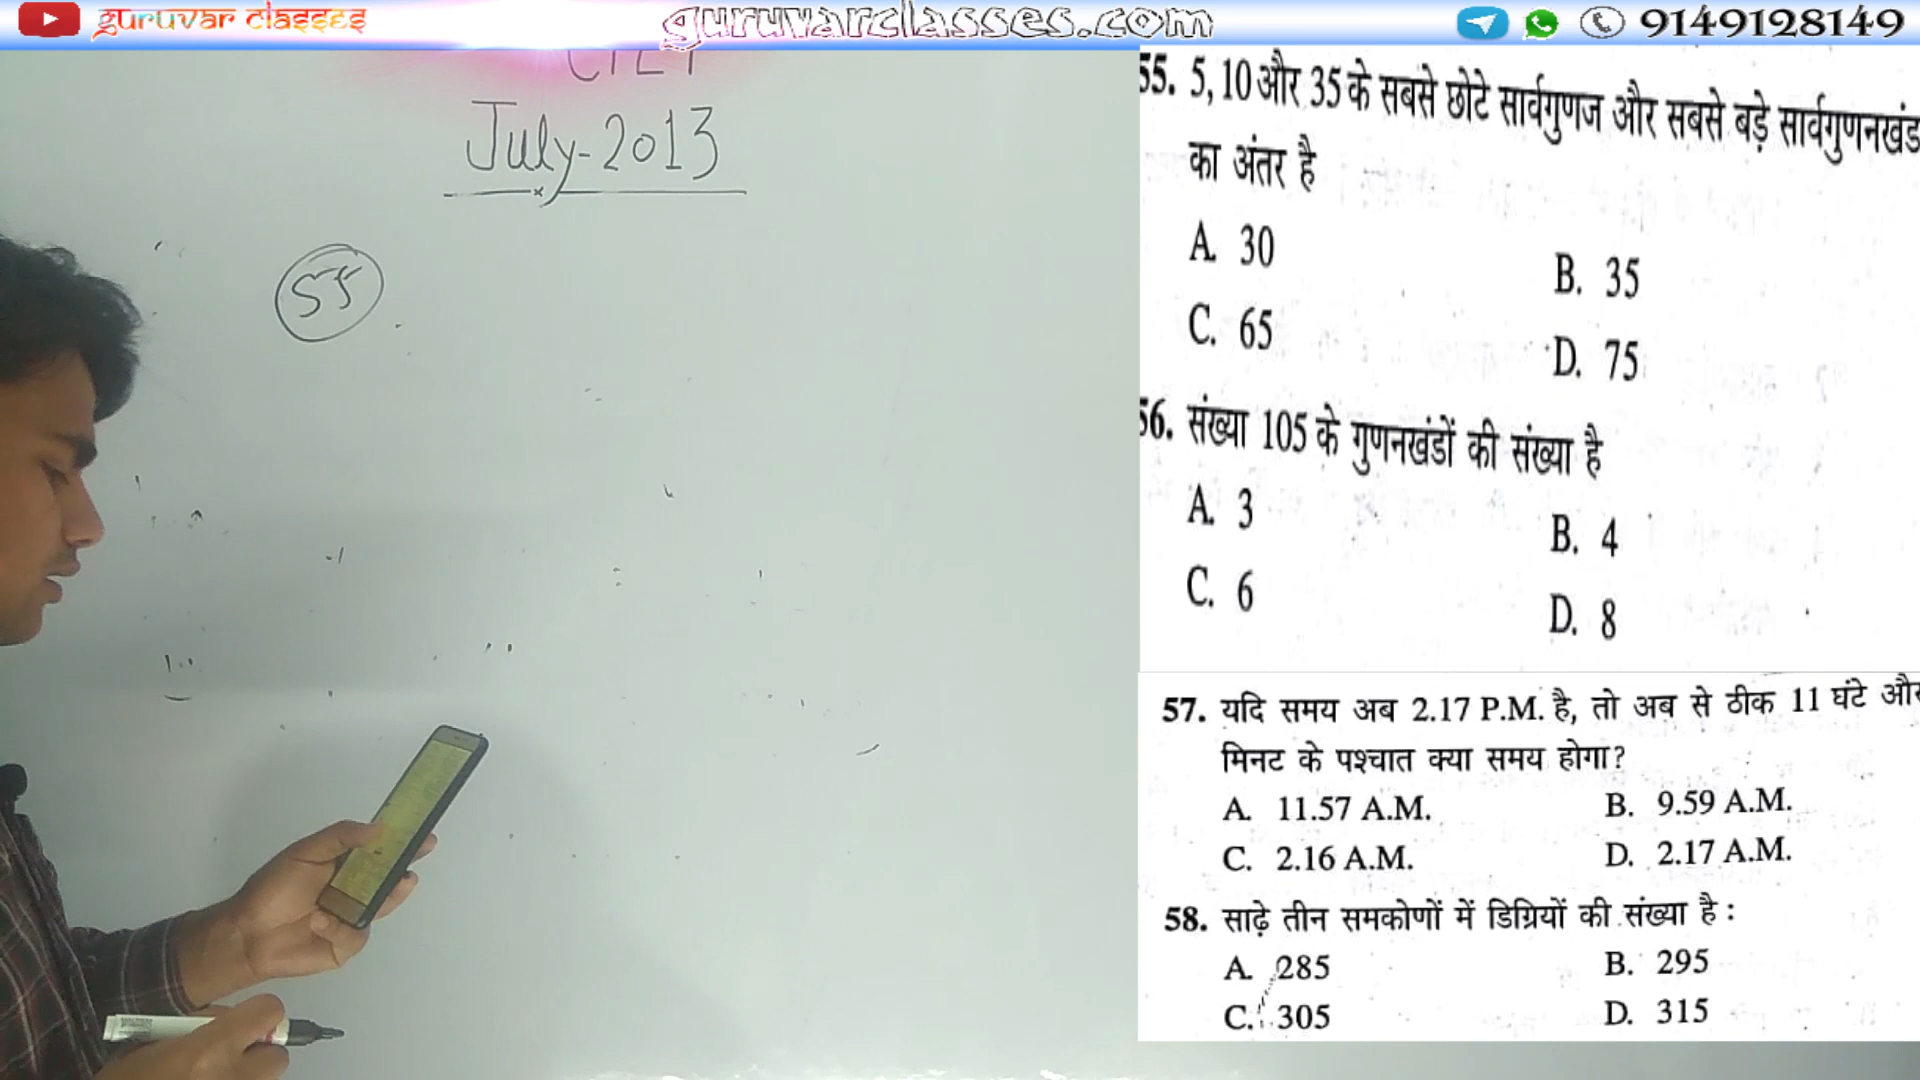 guruvar classes
guruvarclasses.com
9149128149
CTET
July-2013
55
55. 5, 10 और 35 के सबसे छोटे सार्वगुणज और सबसे बड़े सार्वगुणनखंड
का अंतर है
A. 30
B. 35
C. 65
D. 75
56. संख्या 105 के गुणनखंडों की संख्या है
A. 3
B. 4
C. 6
D. 8
57. यदि समय अब 2.17 P.M. है, तो अब से ठीक 11 घंटे और
मिनट के पश्चात क्या समय होगा?
A. 11.57 A.M.
B. 9.59 A.M.
C. 2.16 A.M.
D. 2.17 A.M.
58. साढ़े तीन समकोणों में डिग्रियों की संख्या है :
A. 285
B. 295
C. 305
D. 315